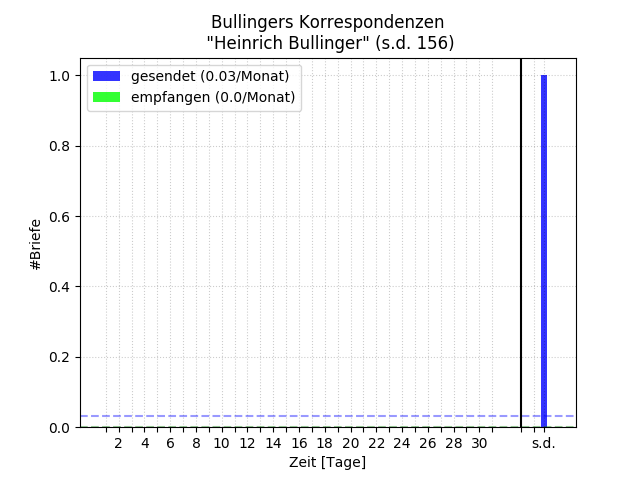 Bullingers Korrespondenzen
"Heinrich Bullinger" (s.d. 156)
gesendet (0.03/Monat)
empfangen (0.0/Monat)
1.0
0.8
0.6
0.4
0.2
0.0
#Briefe
2 4 6 8 10 12 14 16 18 20 22 24 26 28 30 s.d.
Zeit [Tage]